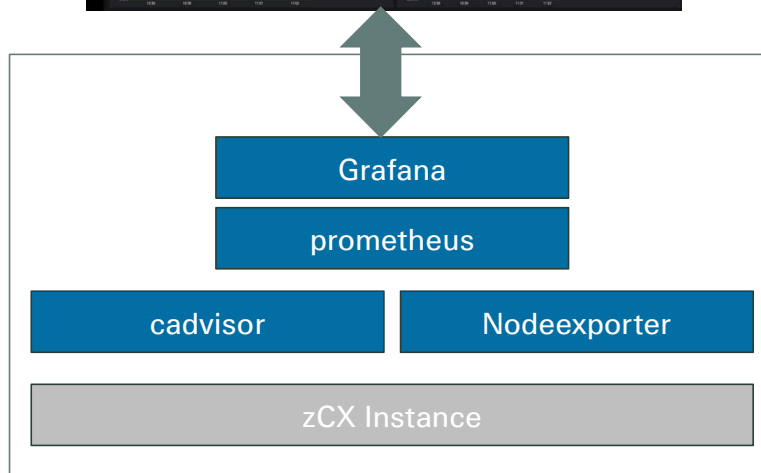 Grafana
prometheus
cadvisor
Nodeexporter
zCX Instance